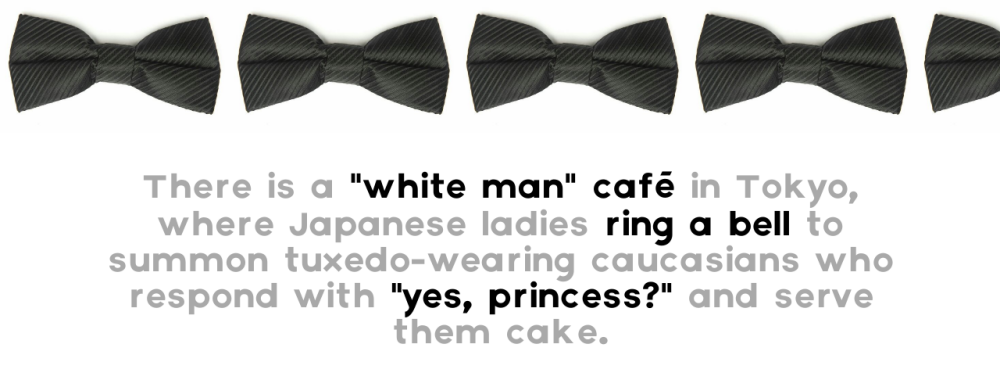 There is a "white man" café in Tokyo,
where Japanese ladies ring a bell to
summon tuxedo-wearing caucasians who
respond with "yes, princess?" and serve
them cake.